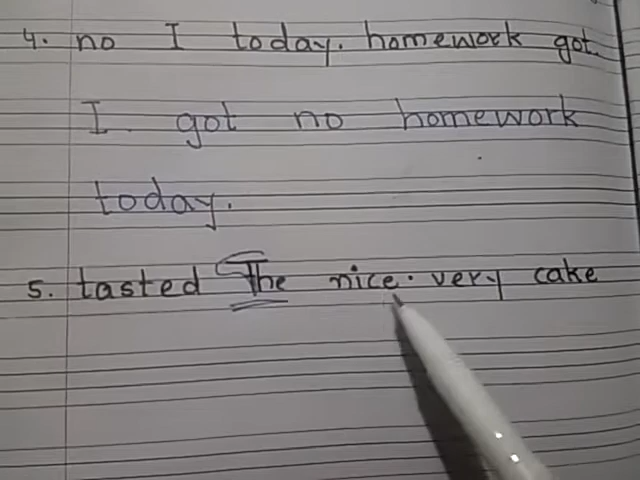 4. no I today. homework got
I got no homework
today.
5. tasted The nice. very cake